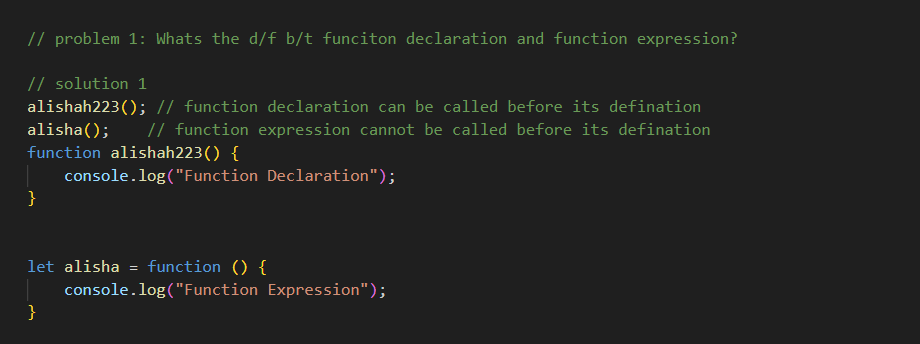 // problem 1: Whats the d/f b/t funciton declaration and function expression?
// solution 1
alishah223(); // function declaration can be called before its defination
alisha();    // function expression cannot be called before its defination
function alishah223() {
    console.log("Function Declaration");
}
let alisha = function () {
    console.log("Function Expression");
}